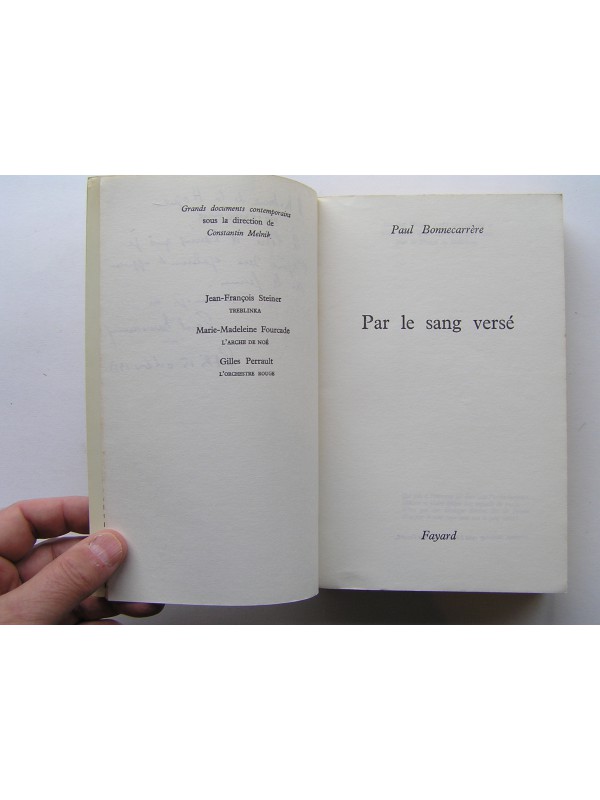 Grands documents contemporains
sous la direction de
Constantin Melnik
Jean-François Steiner
TREBLINKA
Marie-Madeleine Fourcade
L'ARCHE DE NOÉ
Gilles Perrault
L'ORCHESTRE ROUGE
Paul Bonnecarrère
Par le sang versé
Fayard